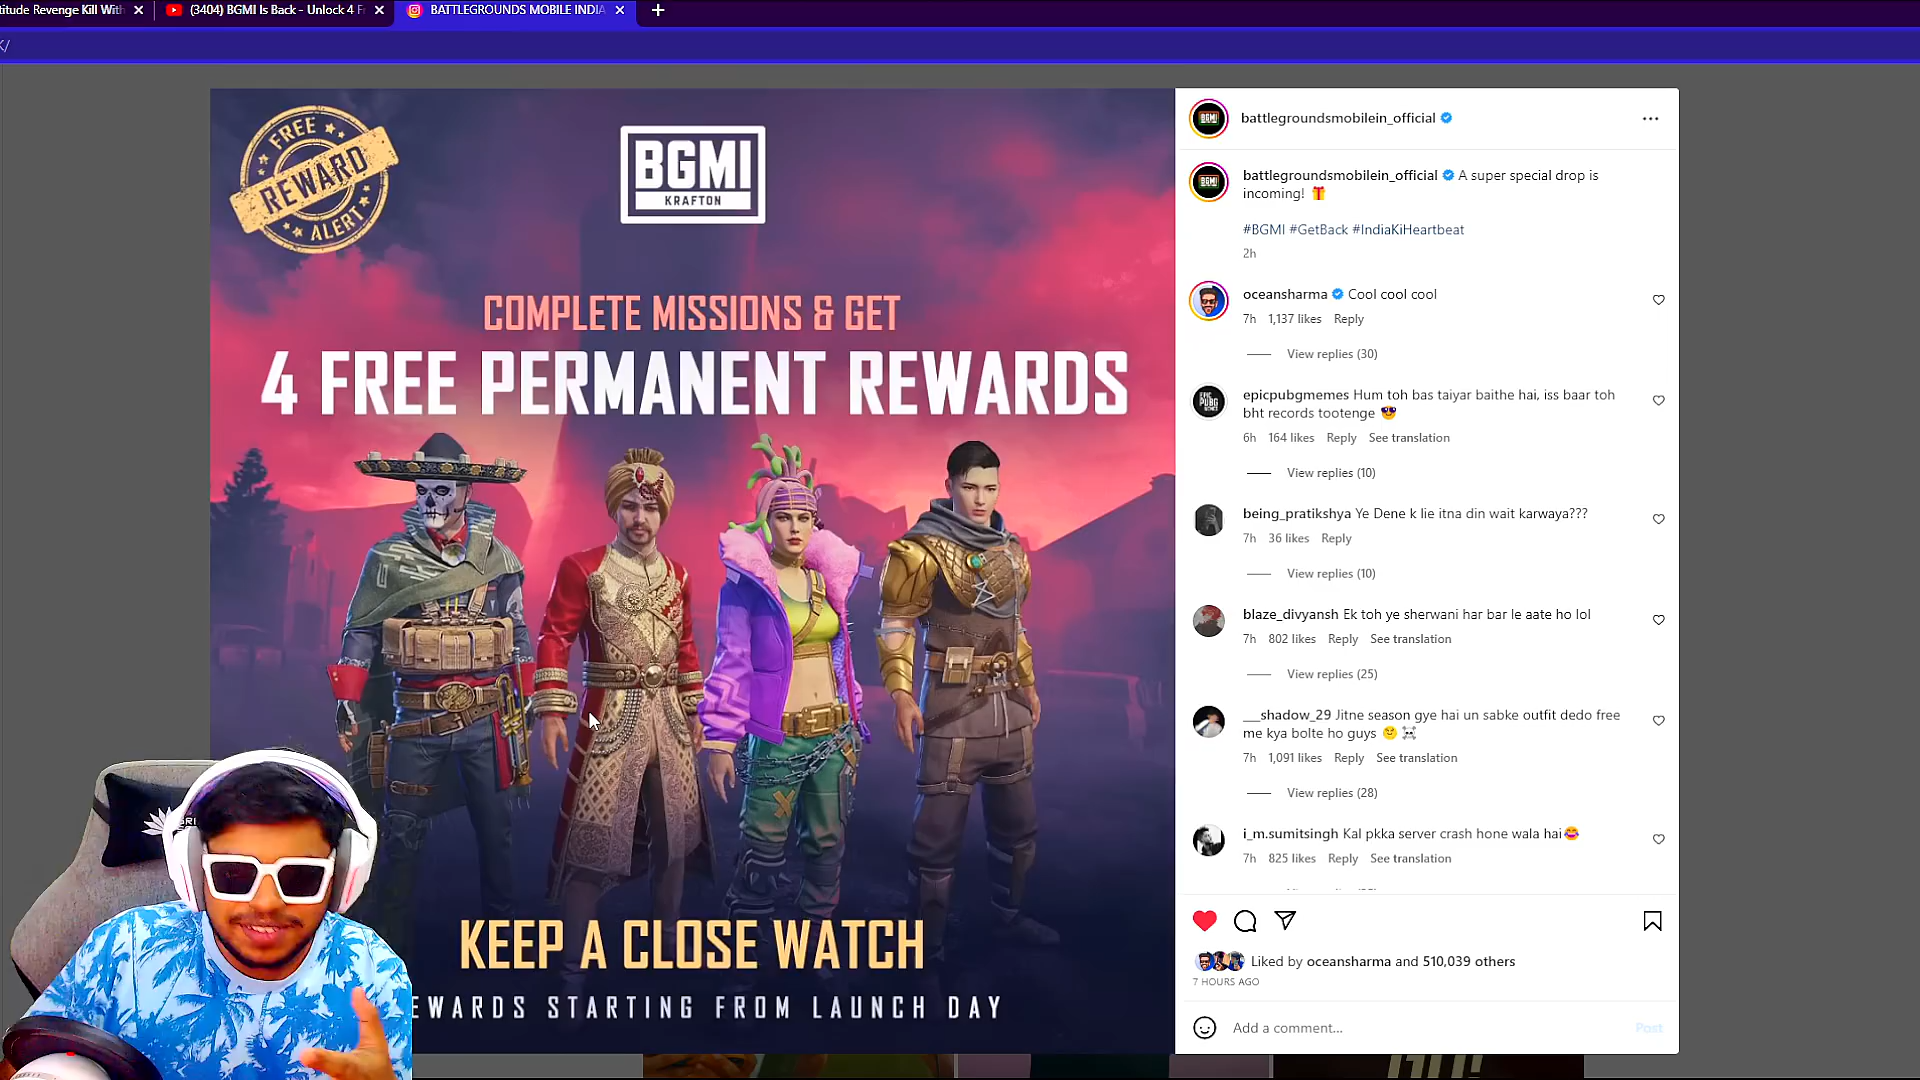 titude Revenge Kill With
(3404) BGMI Is Back - Unlock 4 F
BATTLEGROUNDS MOBILE INDIA
FREE
REWARD
ALERT
BGMI
KRAFTON
COMPLETE MISSIONS & GET
4 FREE PERMANENT REWARDS
KEEP A CLOSE WATCH
EWARDS STARTING FROM LAUNCH DAY
battlegroundsmobilein_official
battlegroundsmobilein_official A super special drop is
incoming! 🎁
#BGMI #GetBack #IndiaKiHeartbeat
2h
oceansharma Cool cool cool
7h 1,137 likes Reply
View replies (30)
epicpubgmemes Hum toh bas taiyar baithe hai, iss baar toh
bht records tootenge 😎
6h 164 likes Reply See translation
View replies (10)
being_pratikshya Ye Dene k lie itna din wait karwaya???
7h 36 likes Reply
View replies (10)
blaze_divyansh Ek toh ye sherwani har bar le aate ho lol
7h 802 likes Reply See translation
View replies (25)
___shadow_29 Jitne season gye hai un sabke outfit dedo free
me kya bolte ho guys 🙂 ☠️
7h 1,091 likes Reply See translation
View replies (28)
i_m.sumitsingh Kal pkka server crash hone wala hai😂
7h 825 likes Reply See translation
Liked by oceansharma and 510,039 others
7 HOURS AGO
Add a comment...
Post